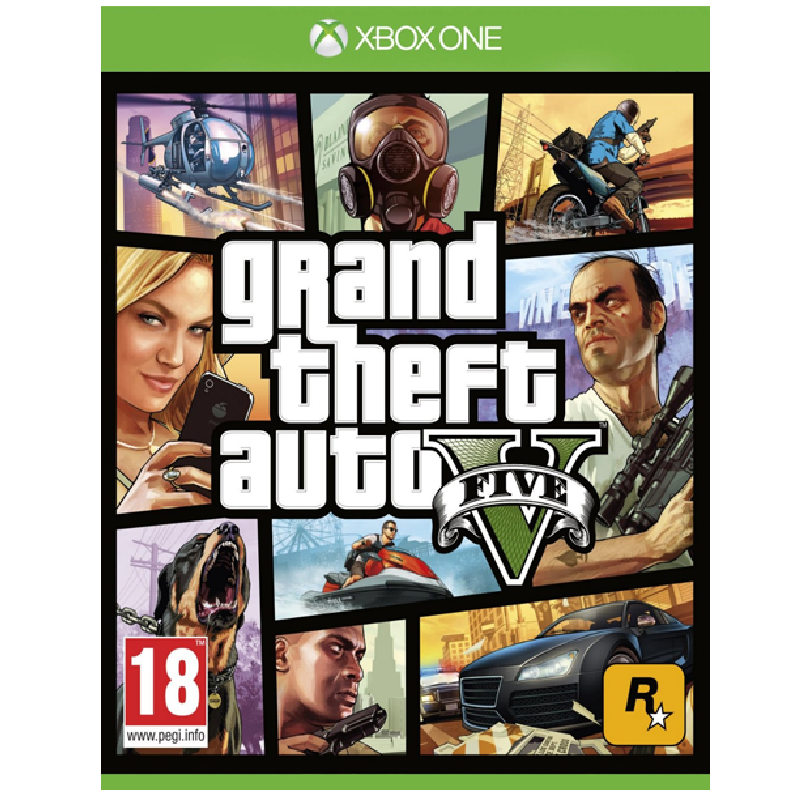 XBOX ONE
grand
theft
auto V
FIVE
18
www.pegi.info
R